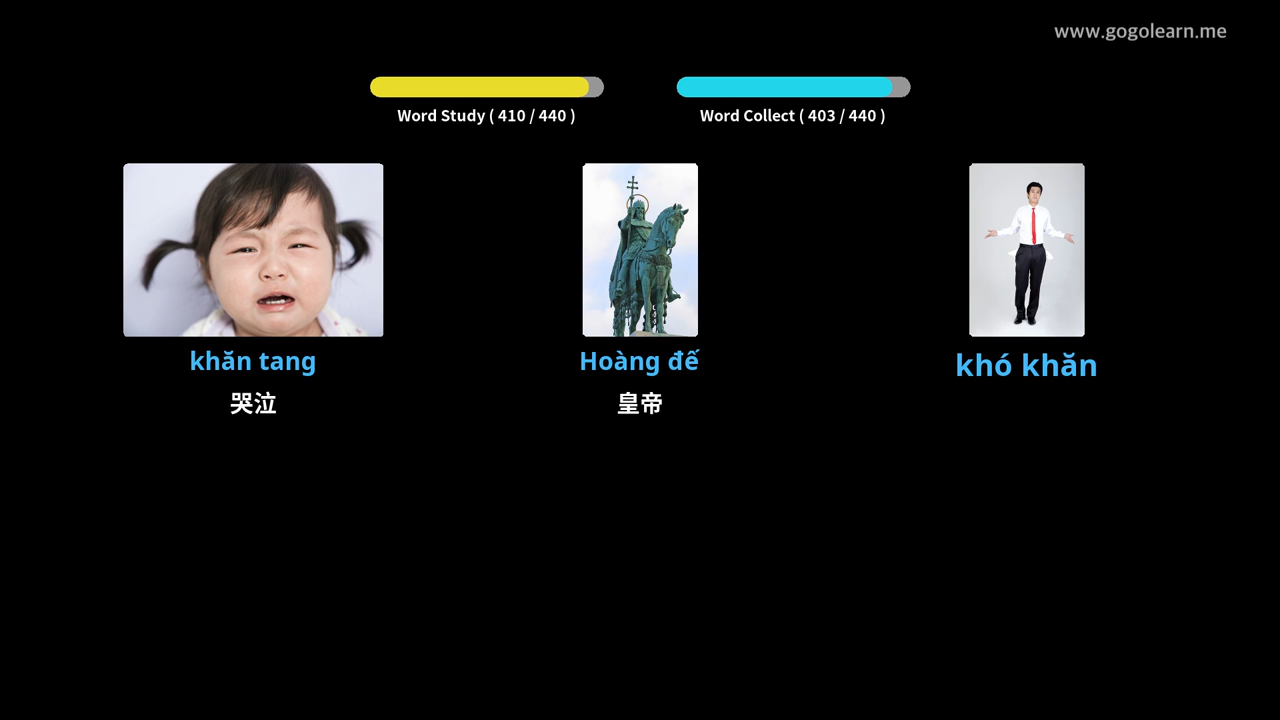 www.gogolearn.me
Word Study ( 410 / 440 )
Word Collect ( 403 / 440 )
khăn tang
Hoàng đế
khó khăn
哭泣
皇帝